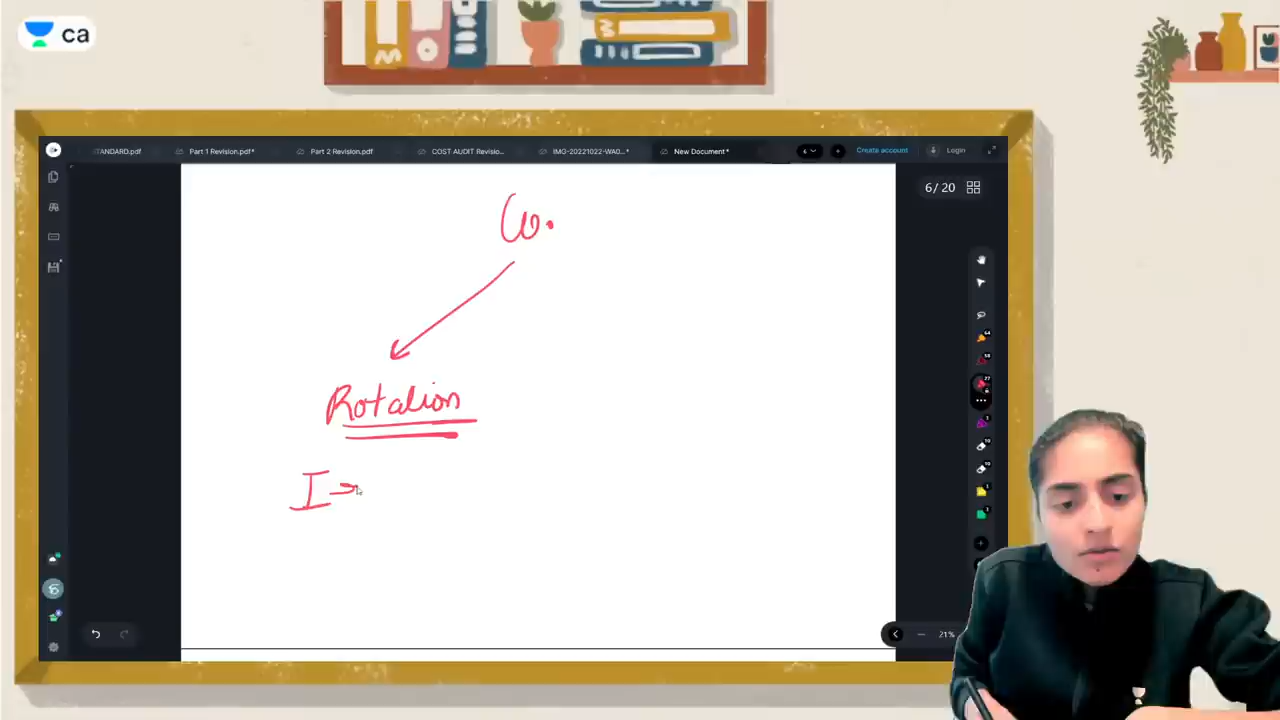 ca
TANDARD.pdf
Part 1 Revision.pdf*
Part 2 Revision.pdf
COST AUDIT Revisio...
IMG-20221022-WA0...*
New Document*
Create account
Login
6/20
Co.
Rotation
I→
21%